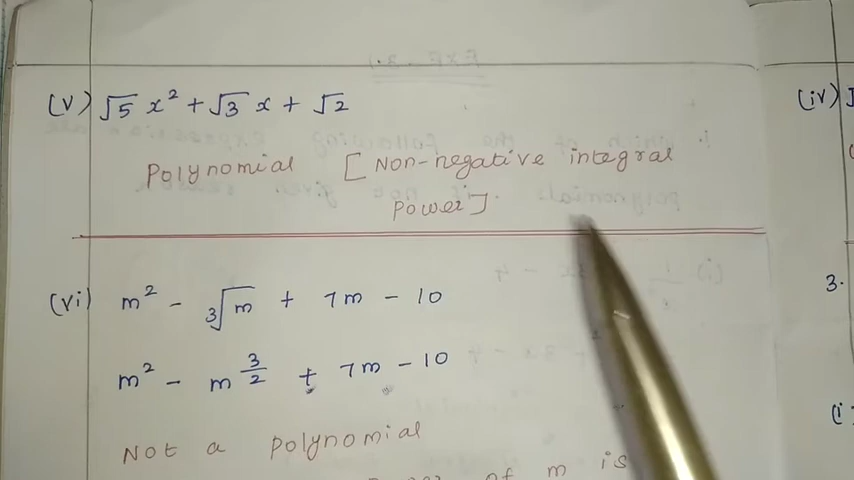 (v) √5 x² + √3 x + √2
Polynomial [Non-negative integral
power]
(vi) m² - ³√m + 7m - 10
m² - m^(3/2) + 7m - 10
Not a polynomial
of m is
(iv)
3.
(i